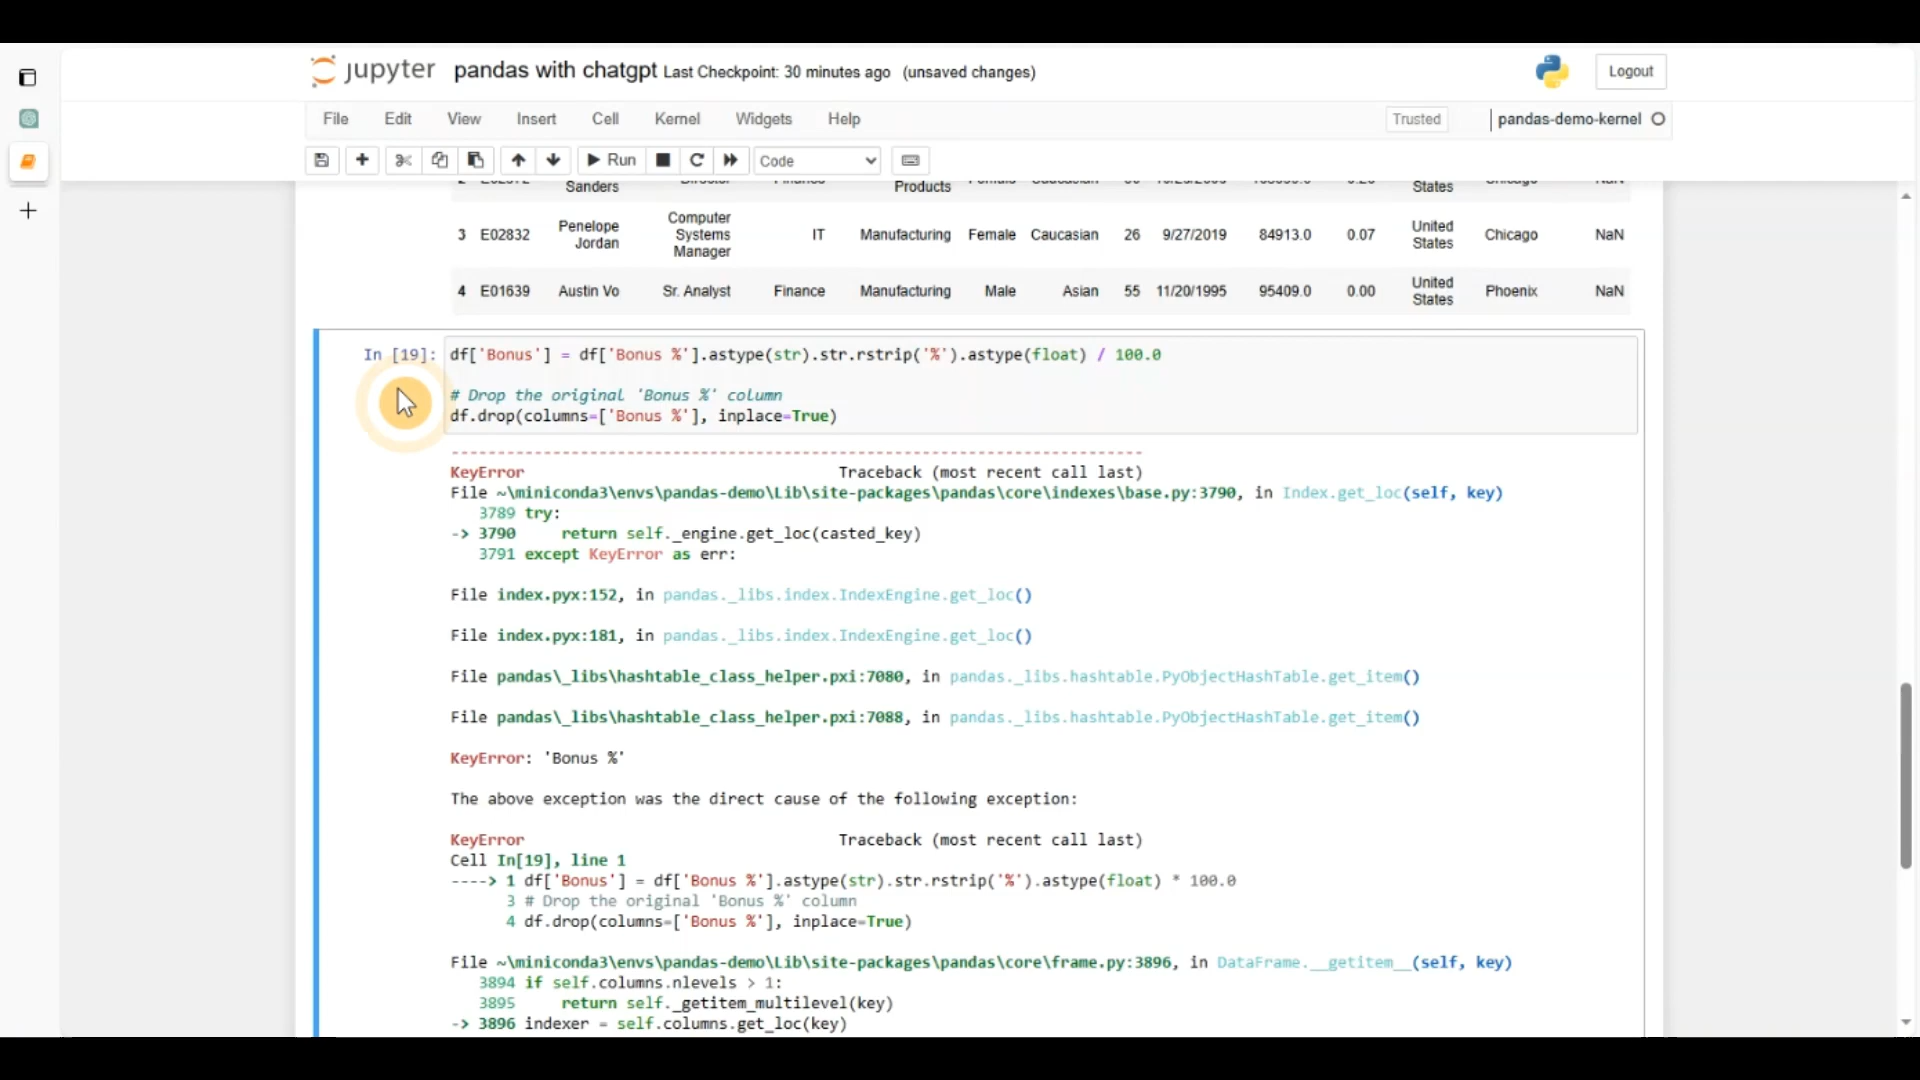 jupyter pandas with chatgpt Last Checkpoint: 30 minutes ago (unsaved changes) Logout
File Edit View Insert Cell Kernel Widgets Help Trusted pandas-demo-kernel
Run Code
Sanders Products States
3 E02832 Penelope Jordan Computer Systems Manager IT Manufacturing Female Caucasian 26 9/27/2019 84913.0 0.07 United States Chicago NaN
4 E01639 Austin Vo Sr. Analyst Finance Manufacturing Male Asian 55 11/20/1995 95409.0 0.00 United States Phoenix NaN
In [19]: df['Bonus'] = df['Bonus %'].astype(str).str.rstrip('%').astype(float) / 100.0
# Drop the original 'Bonus %' column
df.drop(columns=['Bonus %'], inplace=True)
---------------------------------------------------------------------------
KeyError Traceback (most recent call last)
File ~\miniconda3\envs\pandas-demo\Lib\site-packages\pandas\core\indexes\base.py:3790, in Index.get_loc(self, key)
3789 try:
-> 3790 return self._engine.get_loc(casted_key)
3791 except KeyError as err:
File index.pyx:152, in pandas._libs.index.IndexEngine.get_loc()
File index.pyx:181, in pandas._libs.index.IndexEngine.get_loc()
File pandas\_libs\hashtable_class_helper.pxi:7080, in pandas._libs.hashtable.PyObjectHashTable.get_item()
File pandas\_libs\hashtable_class_helper.pxi:7088, in pandas._libs.hashtable.PyObjectHashTable.get_item()
KeyError: 'Bonus %'
The above exception was the direct cause of the following exception:
KeyError Traceback (most recent call last)
Cell In[19], line 1
----> 1 df['Bonus'] = df['Bonus %'].astype(str).str.rstrip('%').astype(float) * 100.0
3 # Drop the original 'Bonus %' column
4 df.drop(columns=['Bonus %'], inplace=True)
File ~\miniconda3\envs\pandas-demo\Lib\site-packages\pandas\core\frame.py:3896, in DataFrame.__getitem__(self, key)
3894 if self.columns.nlevels > 1:
3895 return self._getitem_multilevel(key)
-> 3896 indexer = self.columns.get_loc(key)